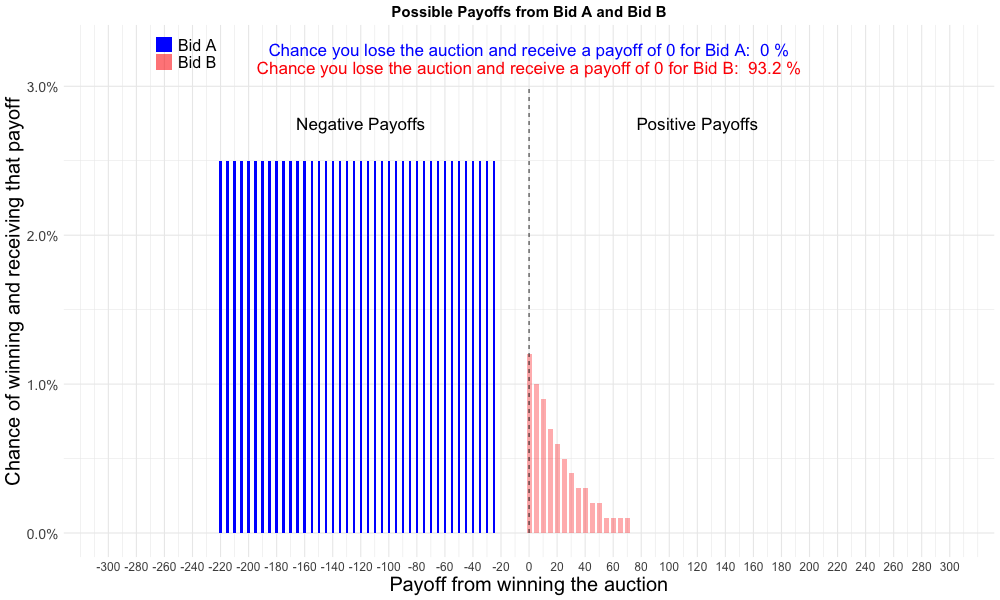 Possible Payoffs from Bid A and Bid B
Bid A
Bid B
Chance you lose the auction and receive a payoff of 0 for Bid A:  0 %
Chance you lose the auction and receive a payoff of 0 for Bid B:  93.2 %
Negative Payoffs
Positive Payoffs
Chance of winning and receiving that payoff
3.0%
2.0%
1.0%
0.0%
-300 -280 -260 -240 -220 -200 -180 -160 -140 -120 -100 -80 -60 -40 -20 0 20 40 60 80 100 120 140 160 180 200 220 240 260 280 300
Payoff from winning the auction